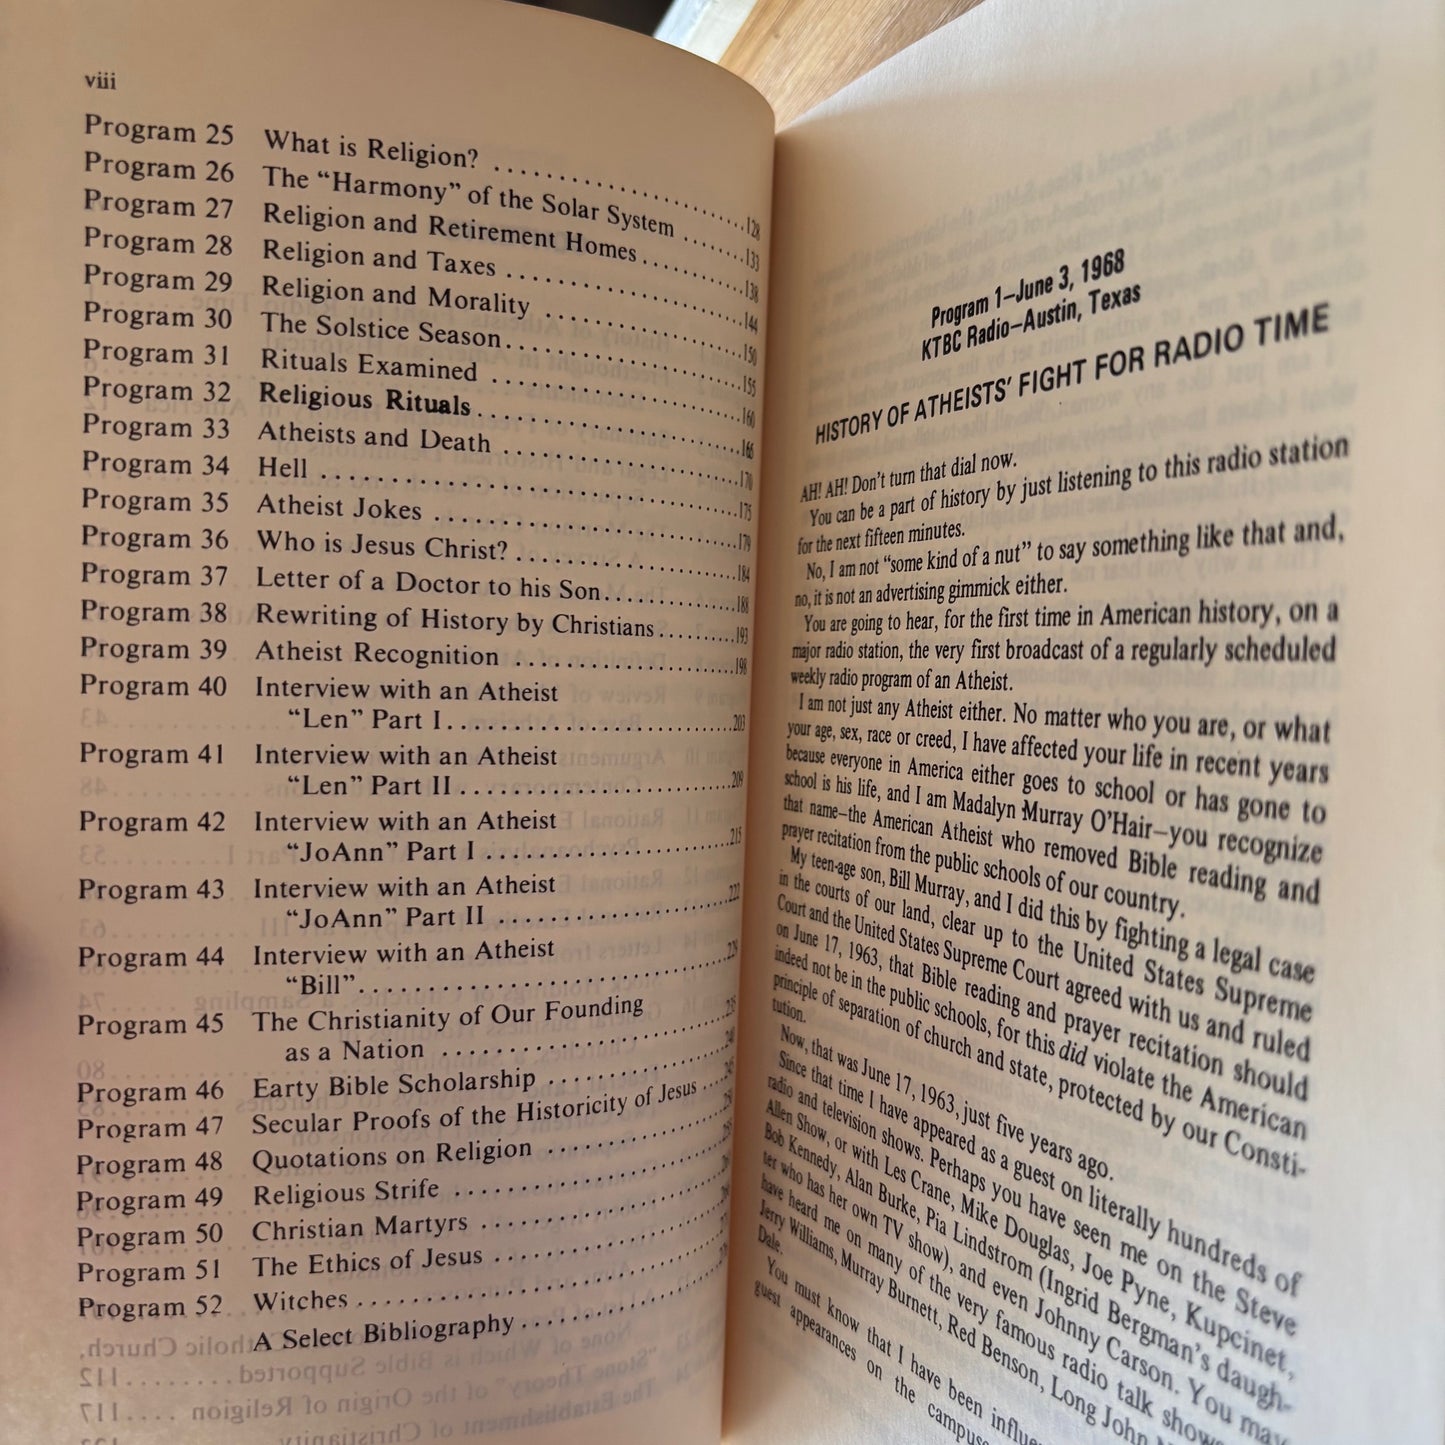 viii
Program 25 What is Religion? .......................128
Program 26 The “Harmony” of the Solar System .......133
Program 27 Religion and Retirement Homes...........138
Program 28 Religion and Taxes .....................144
Program 29 Religion and Morality ..................150
Program 30 The Solstice Season.....................155
Program 31 Rituals Examined .......................160
Program 32 Religious Rituals.......................166
Program 33 Atheists and Death .....................170
Program 34 Hell ...................................175
Program 35 Atheist Jokes ..........................179
Program 36 Who is Jesus Christ?....................184
Program 37 Letter of a Doctor to his Son...........188
Program 38 Rewriting of History by Christians......193
Program 39 Atheist Recognition ....................198
Program 40 Interview with an Atheist
“Len” Part I.......................................203
Program 41 Interview with an Atheist
“Len” Part II .....................................209
Program 42 Interview with an Atheist
“JoAnn” Part I ....................................215
Program 43 Interview with an Atheist
“JoAnn” Part II ...................................222
Program 44 Interview with an Atheist
“Bill”.............................................229
Program 45 The Christianity of Our Founding
as a Nation .......................................235
Program 46 Earty Bible Scholarship ................240
Program 47 Secular Proofs of the Historicity of Jesus ....245
Program 48 Quotations on Religion .................
Program 49 Religious Strife .......................
Program 50 Christian Martyrs ......................
Program 51 The Ethics of Jesus ....................
Program 52 Witches ................................
A Select Bibliography .............................
Program 1–June 3, 1968
KTBC Radio–Austin, Texas
HISTORY OF ATHEISTS’ FIGHT FOR RADIO TIME
AH! AH! Don’t turn that dial now.
You can be a part of history by just listening to this radio station
for the next fifteen minutes.
No, I am not “some kind of a nut” to say something like that and,
no, it is not an advertising gimmick either.
You are going to hear, for the first time in American history, on a
major radio station, the very first broadcast of a regularly scheduled
weekly radio program of an Atheist.
I am not just any Atheist either. No matter who you are, or what
your age, sex, race or creed, I have affected your life in recent years
because everyone in America either goes to school or has gone to
school is his life, and I am Madalyn Murray O’Hair–you recognize
that name–the American Atheist who removed Bible reading and
prayer recitation from the public schools of our country.
My teen-age son, Bill Murray, and I did this by fighting a legal case
in the courts of our land, clear up to the United States Supreme
Court and the United States Supreme Court agreed with us and ruled
on June 17, 1963, that Bible reading and prayer recitation should
indeed not be in the public schools, for this did violate the American
principle of separation of church and state, protected by our Consti-
tution.
Now, that was June 17, 1963, just five years ago.
Since that time I have appeared as a guest on literally hundreds of
radio and television shows. Perhaps you have seen me on the Steve
Allen Show, or with Les Crane, Mike Douglas, Joe Pyne, Kupcinet,
Bob Kennedy, Alan Burke, Pia Lindstrom (Ingrid Bergman’s daugh-
ter who has her own TV show), and even Johnny Carson. You may
have heard me on many of the very famous radio talk shows
Jerry Williams, Murray Burnett, Red Benson, Long John
Dale.
You must know that I have been
guest appearances on the